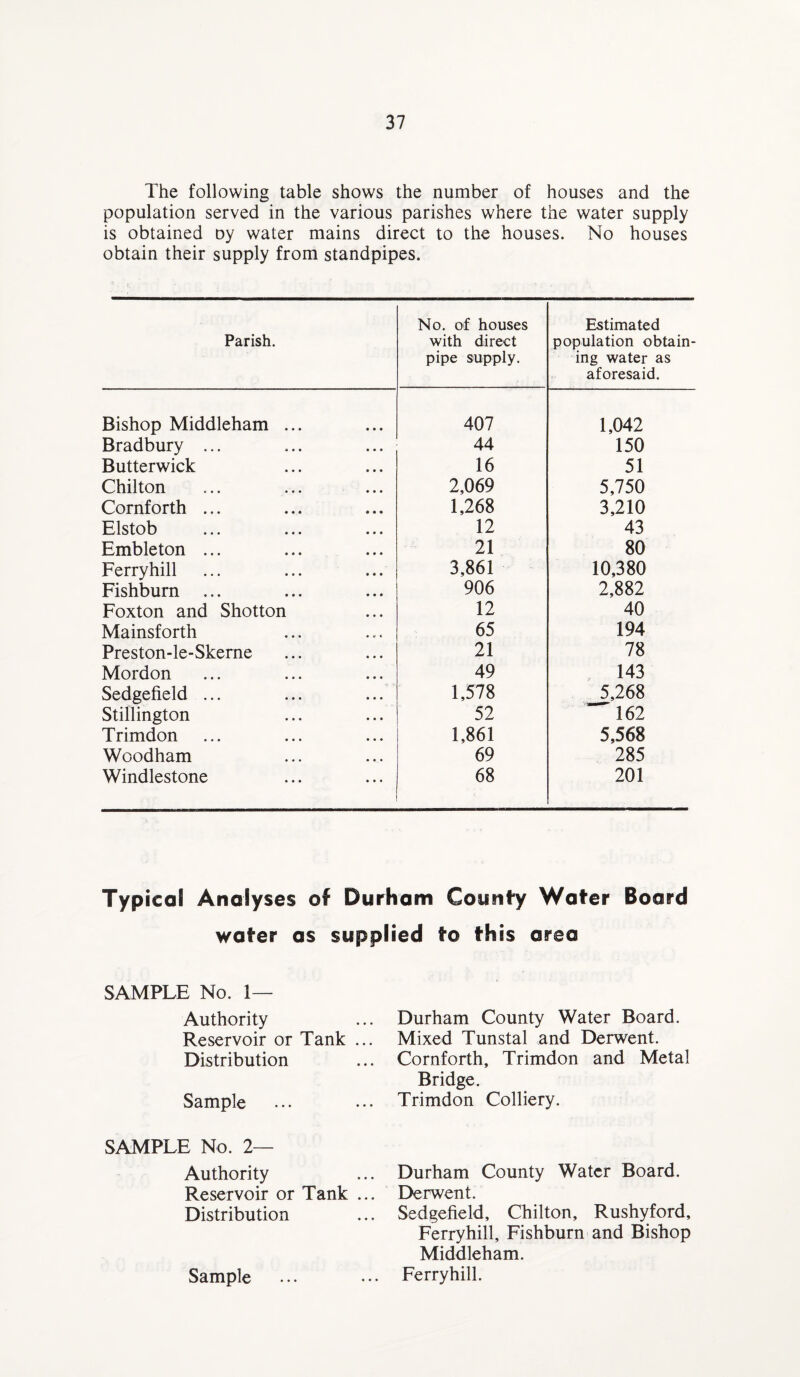 37
The following table shows the number of houses and the
population served in the various parishes where the water supply
is obtained oy water mains direct to the houses. No houses
obtain their supply from standpipes.
Parish. No. of houses with direct pipe supply. Estimated population obtain-ing water as aforesaid.
Bishop Middleham ... ... 407 1,042
Bradbury ... ... ... 44 150
Butterwick ... ... 16 51
Chilton ... ... ... 2,069 5,750
Cornforth ... ... ... 1,268 3,210
Elstob ... ... ... 12 43
Embleton ... ... ... 21 80
Ferryhill ... ... ... 3,861 10,380
Fishburn ... ... ... 906 2,882
Foxton and Shotton ... 12 40
Mainsforth ... ... 65 194
Preston-le-Skerne ... ... 21 78
Mordon ... ... ... 49 143
Sedgefield ... ... ... 1,578 5,268
Stillington ... ... 52 162
Trimdon ... ... ... 1,861 5,568
Woodham ... ... 69 285
Windlestone ... ... 68 201
Typical Analyses of Durham County Water Board
water as supplied to this area
SAMPLE No. 1—
Authority ... Durham County Water Board.
Reservoir or Tank ... Mixed Tunstal and Derwent.
Distribution ... Cornforth, Trimdon and Metal
Bridge.
Sample ... ... Trimdon Colliery.
SAMPLE No. 2—
Authority ... Durham County Water Board.
Reservoir or Tank ... Derwent.
Distribution ... Sedgefield, Chilton, Rushyford,
Ferryhill, Fishburn and Bishop
Middleham.
Sample ... ... Ferryhill.